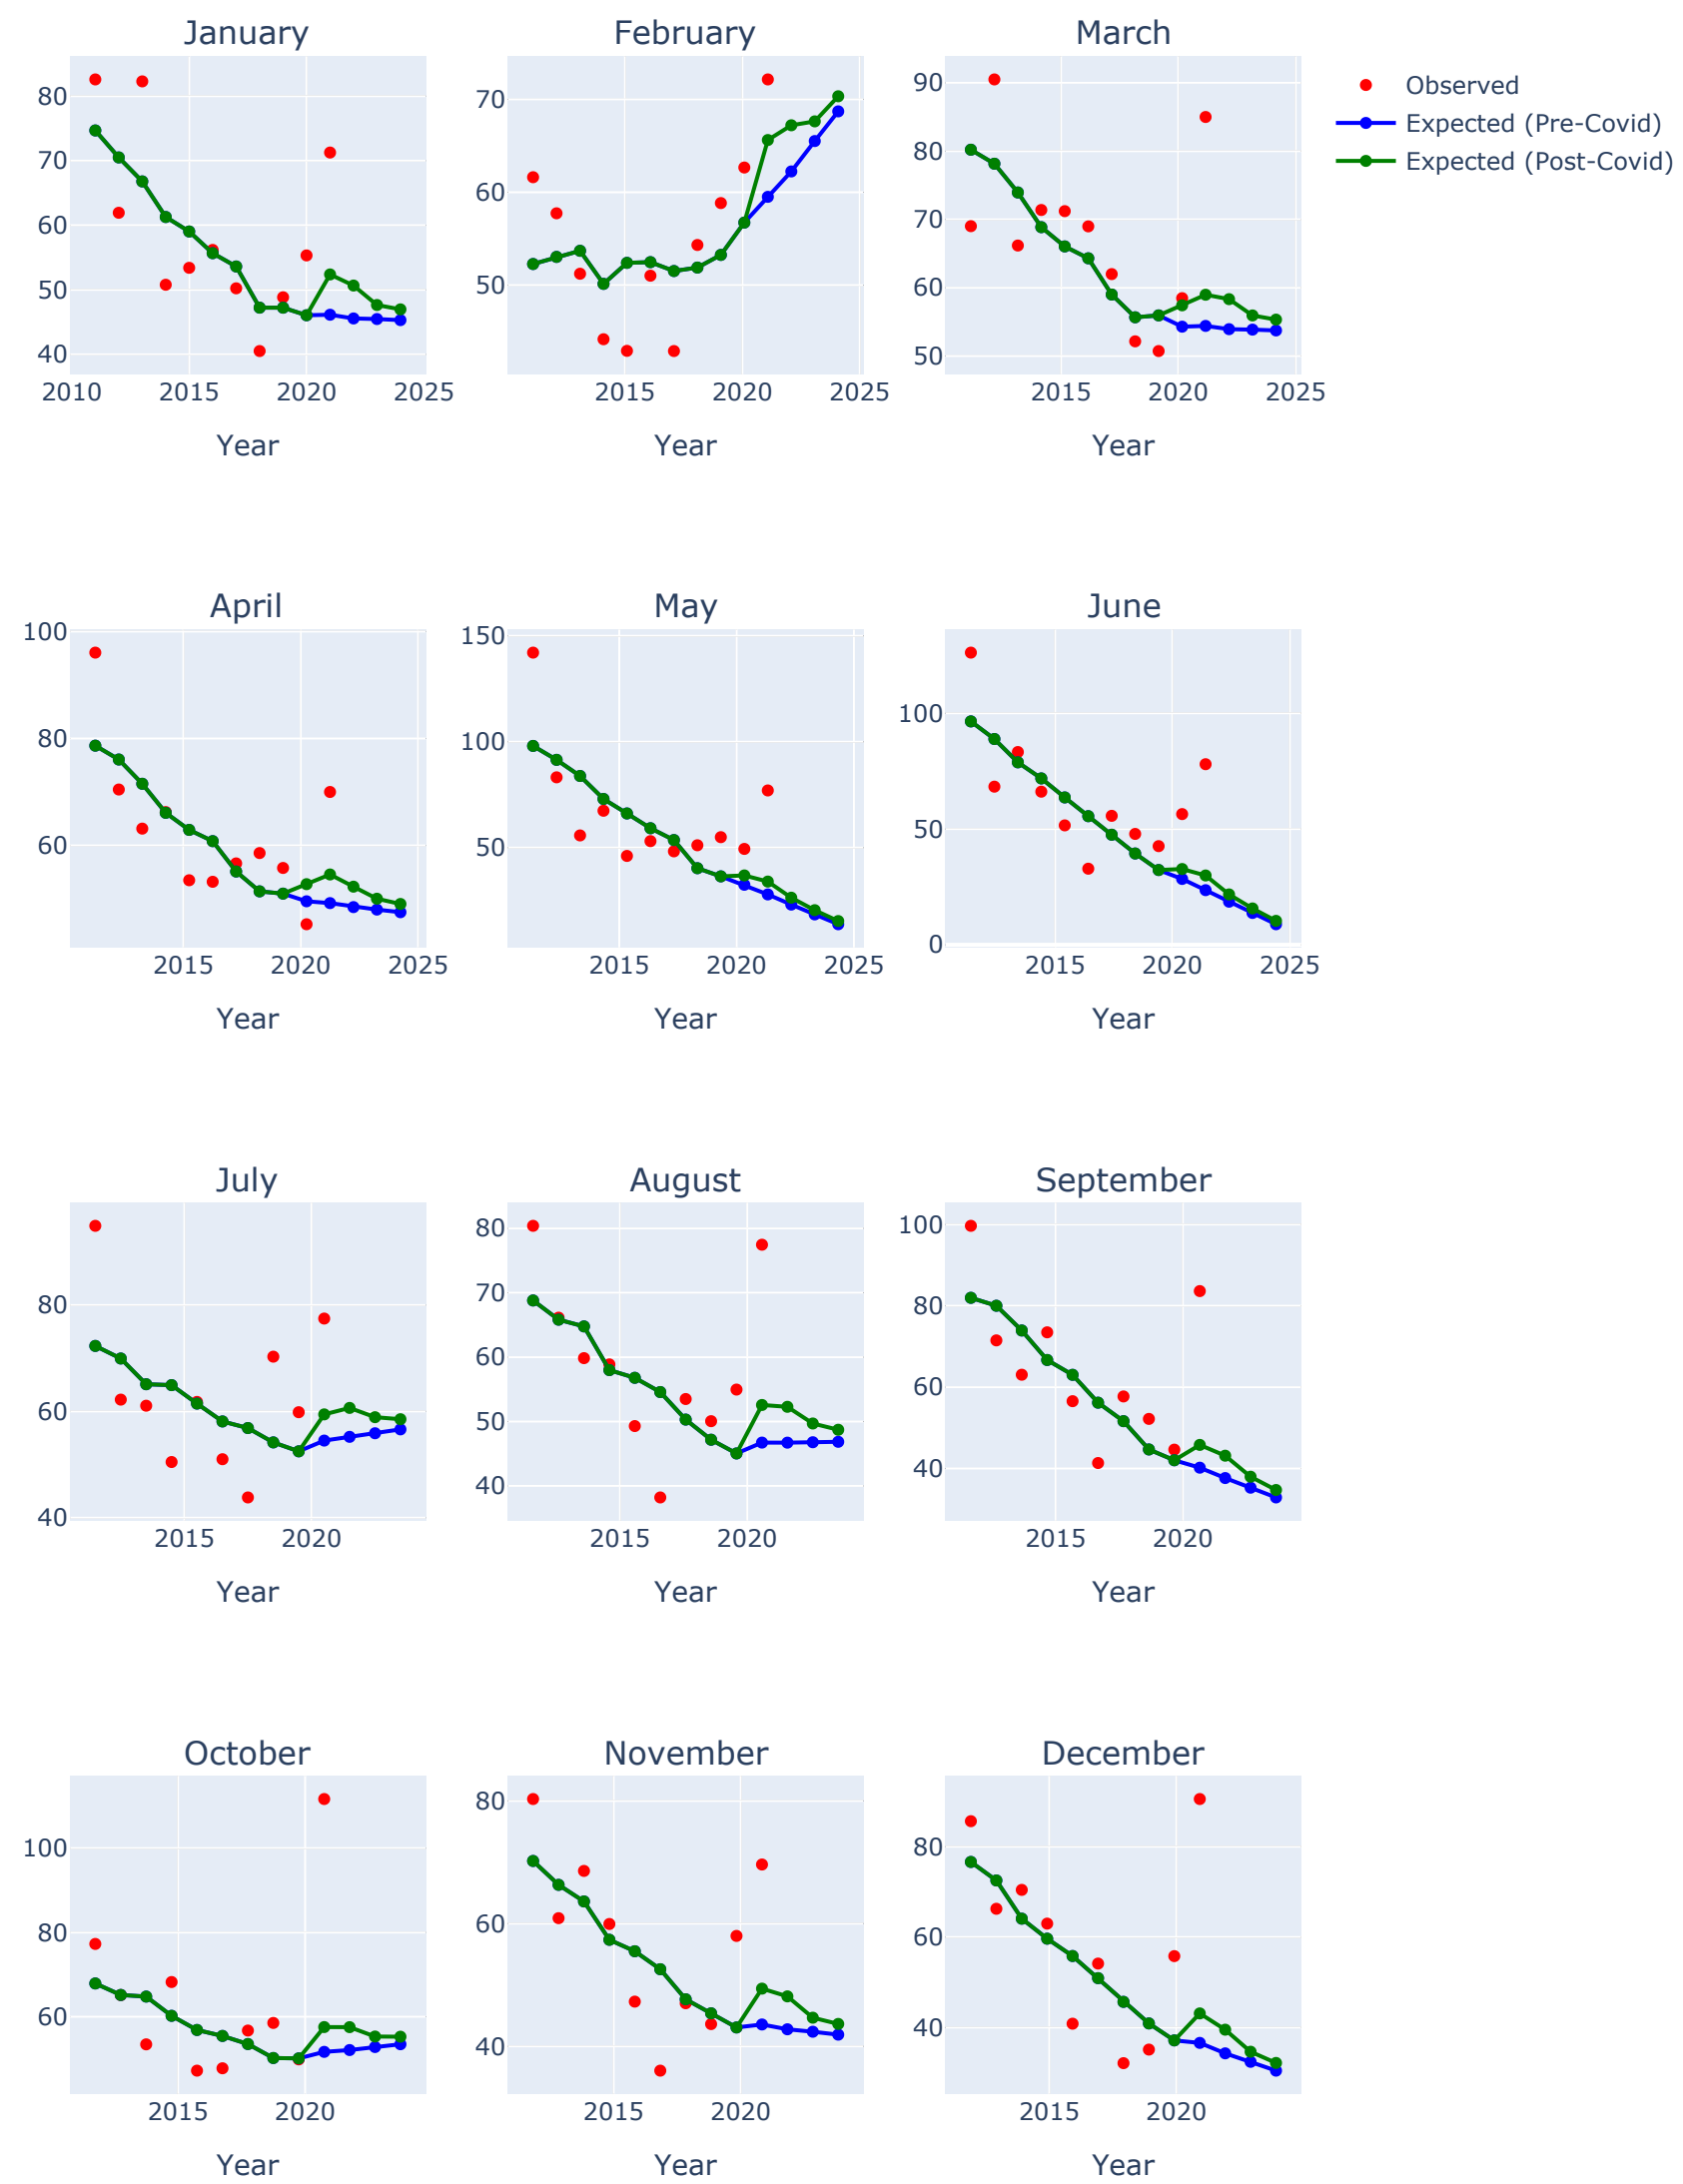 January February March
80
70
60
50
40
2010 2015 2020 2025
Year
70
60
50
2015 2020 2025
Year
90
80
70
60
50
2015 2020 2025
Year
Observed
Expected (Pre-Covid)
Expected (Post-Covid)
April May June
100
80
60
2015 2020 2025
Year
150
100
50
2015 2020 2025
Year
100
50
0
2015 2020 2025
Year
July August September
80
60
40
2015 2020
Year
80
70
60
50
40
2015 2020
Year
100
80
60
40
2015 2020
Year
October November December
100
80
60
2015 2020
Year
80
60
40
2015 2020
Year
80
60
40
2015 2020
Year